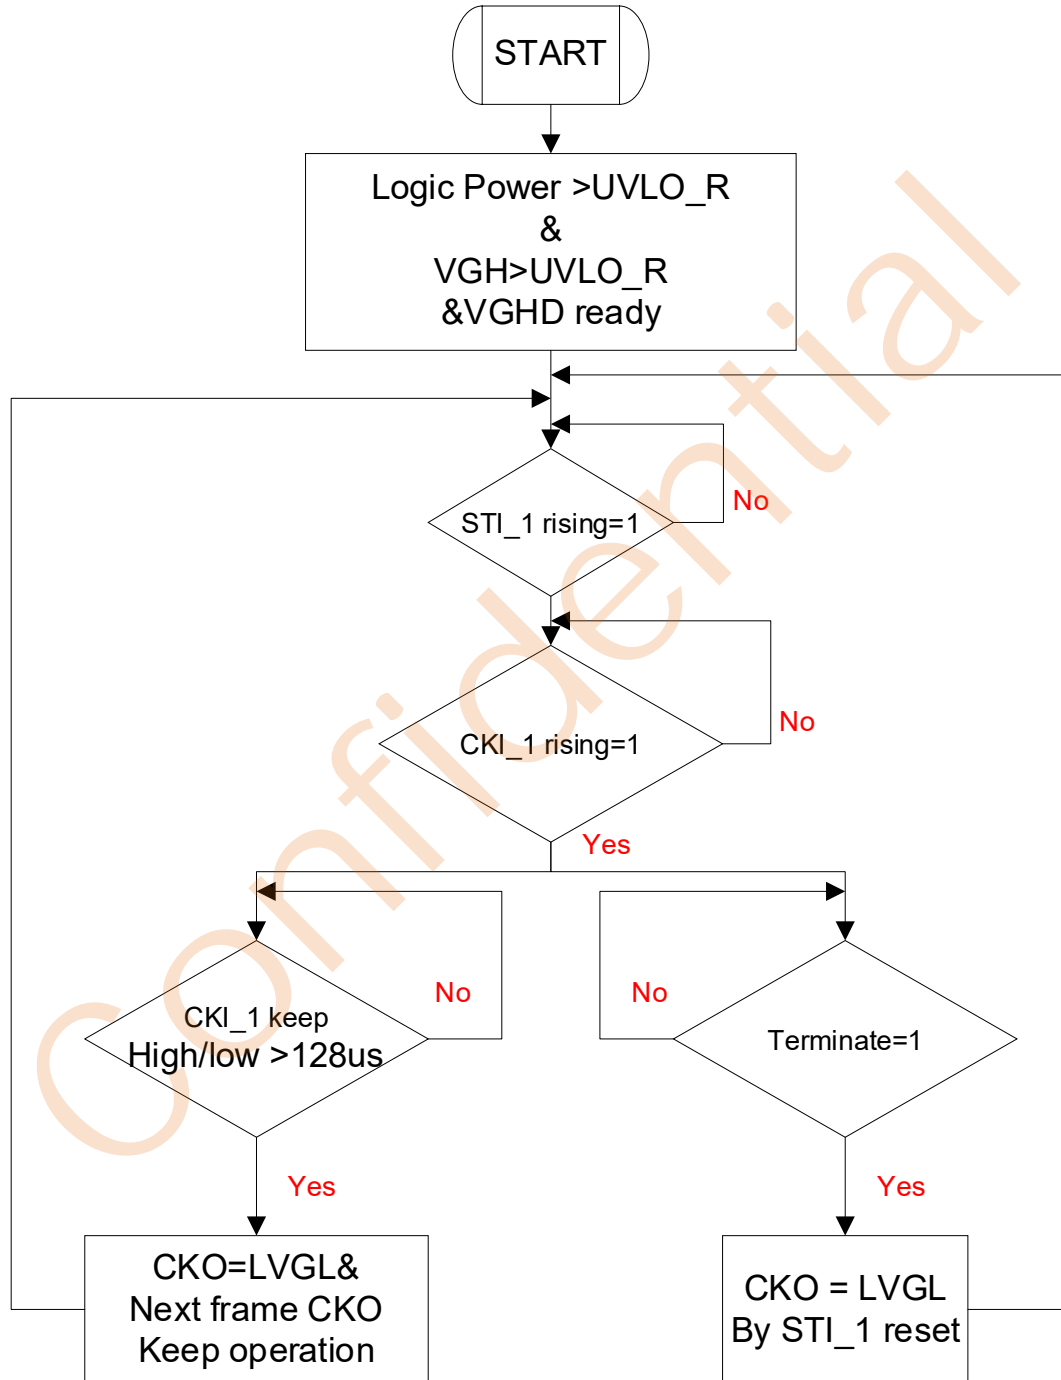 START
Logic Power >UVLO_R
&
VGH>UVLO_R
&VGHD ready
STI_1 rising=1
No
CKI_1 rising=1
No
Yes
CKI_1 keep
High/low >128us
No
No
Terminate=1
Yes
Yes
CKO=LVGL&
Next frame CKO
Keep operation
CKO = LVGL
By STI_1 reset
Confidential